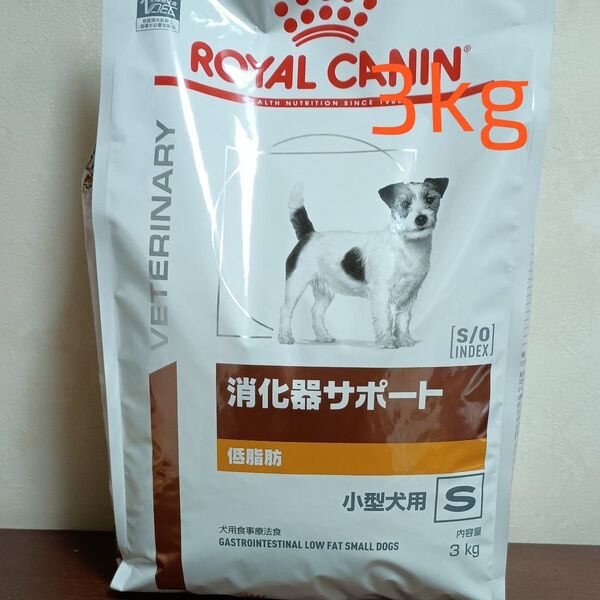 ROYAL CANIN
HEALTH NUTRITION SINCE 1968
3kg
VETERINARY
S/O
INDEX
消化器サポート
低脂肪
小型犬用 S
犬用食事療法食
GASTROINTESTINAL LOW FAT SMALL DOGS
内容量
3 kg